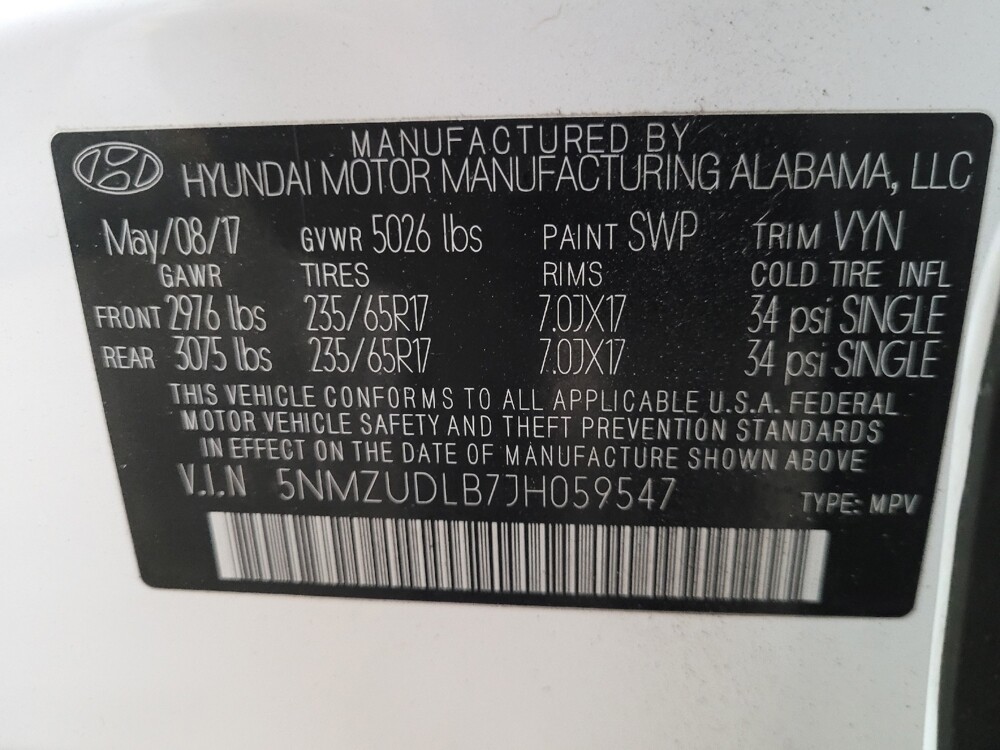 MANUFACTURED BY
HYUNDAI MOTOR MANUFACTURING ALABAMA, LLC
May/08/17 GVWR 5026 lbs PAINT SWP TRIM VYN
GAWR TIRES RIMS COLD TIRE INFL
FRONT 2976 lbs 235/65R17 7.0JX17 34 psi SINGLE
REAR 3075 lbs 235/65R17 7.0JX17 34 psi SINGLE
THIS VEHICLE CONFORMS TO ALL APPLICABLE U.S.A. FEDERAL
MOTOR VEHICLE SAFETY AND THEFT PREVENTION STANDARDS
IN EFFECT ON THE DATE OF MANUFACTURE SHOWN ABOVE
V.I.N 5NMZUDLB7JH059547 TYPE: MPV